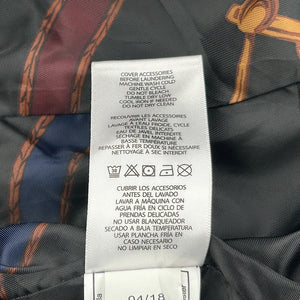 COVER ACCESSORIES
BEFORE LAUNDERING
MACHINE WASH COLD
GENTLE CYCLE
DO NOT BLEACH
TUMBLE DRY LOW
COOL IRON IF NEEDED
DO NOT DRY CLEAN
RECOUVREZ LES ACCESSOIRES
AVANT LAVAGE
LAVAGE À L'EAU FROIDE, CYCLE
TEXTILES DÉLICATS
EAU DE JAVEL INTERDITE
SÉCHAGE EN MACHINE À
BASSE TEMPÉRATURE
REPASSER À FER DOUX SI NÉCESSAIRE
NETTOYAGE À SEC INTERDIT
CUBRIR LOS ACCESORIOS
ANTES DEL LAVADO
LAVAR A MÁQUINA CON
AGUA FRÍA EN CICLO DE
PRENDAS DELICADAS
NO USAR BLANQUEADOR
SECADO A BAJA TEMPERATURA
USAR PLANCHA FRÍA EN
CASO NECESARIO
NO LIMPIAR EN SECO
04/18